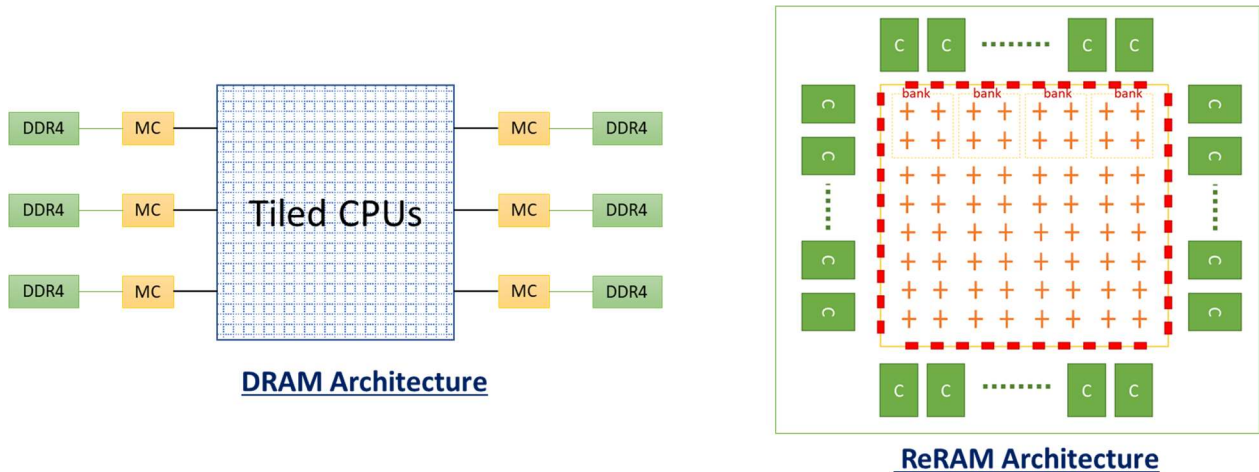 DDR4 MC MC DDR4
DDR4 MC Tiled CPUs MC DDR4
DDR4 MC MC DDR4
DRAM Architecture
C C C C
bank bank bank bank
C C
C C
C C
C C
C C C C
ReRAM Architecture